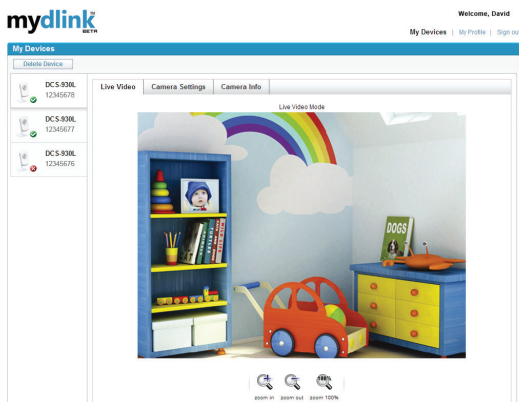 mydlink
BETA
Welcome, David
My Devices | My Profile | Sign out
My Devices
Delete Device
DCS-930L
12345678
DCS-930L
12345677
DCS-930L
12345676
Live Video
Camera Settings
Camera Info
Live Video Mode
DOGS
100%
zoom in
zoom out
zoom 100%